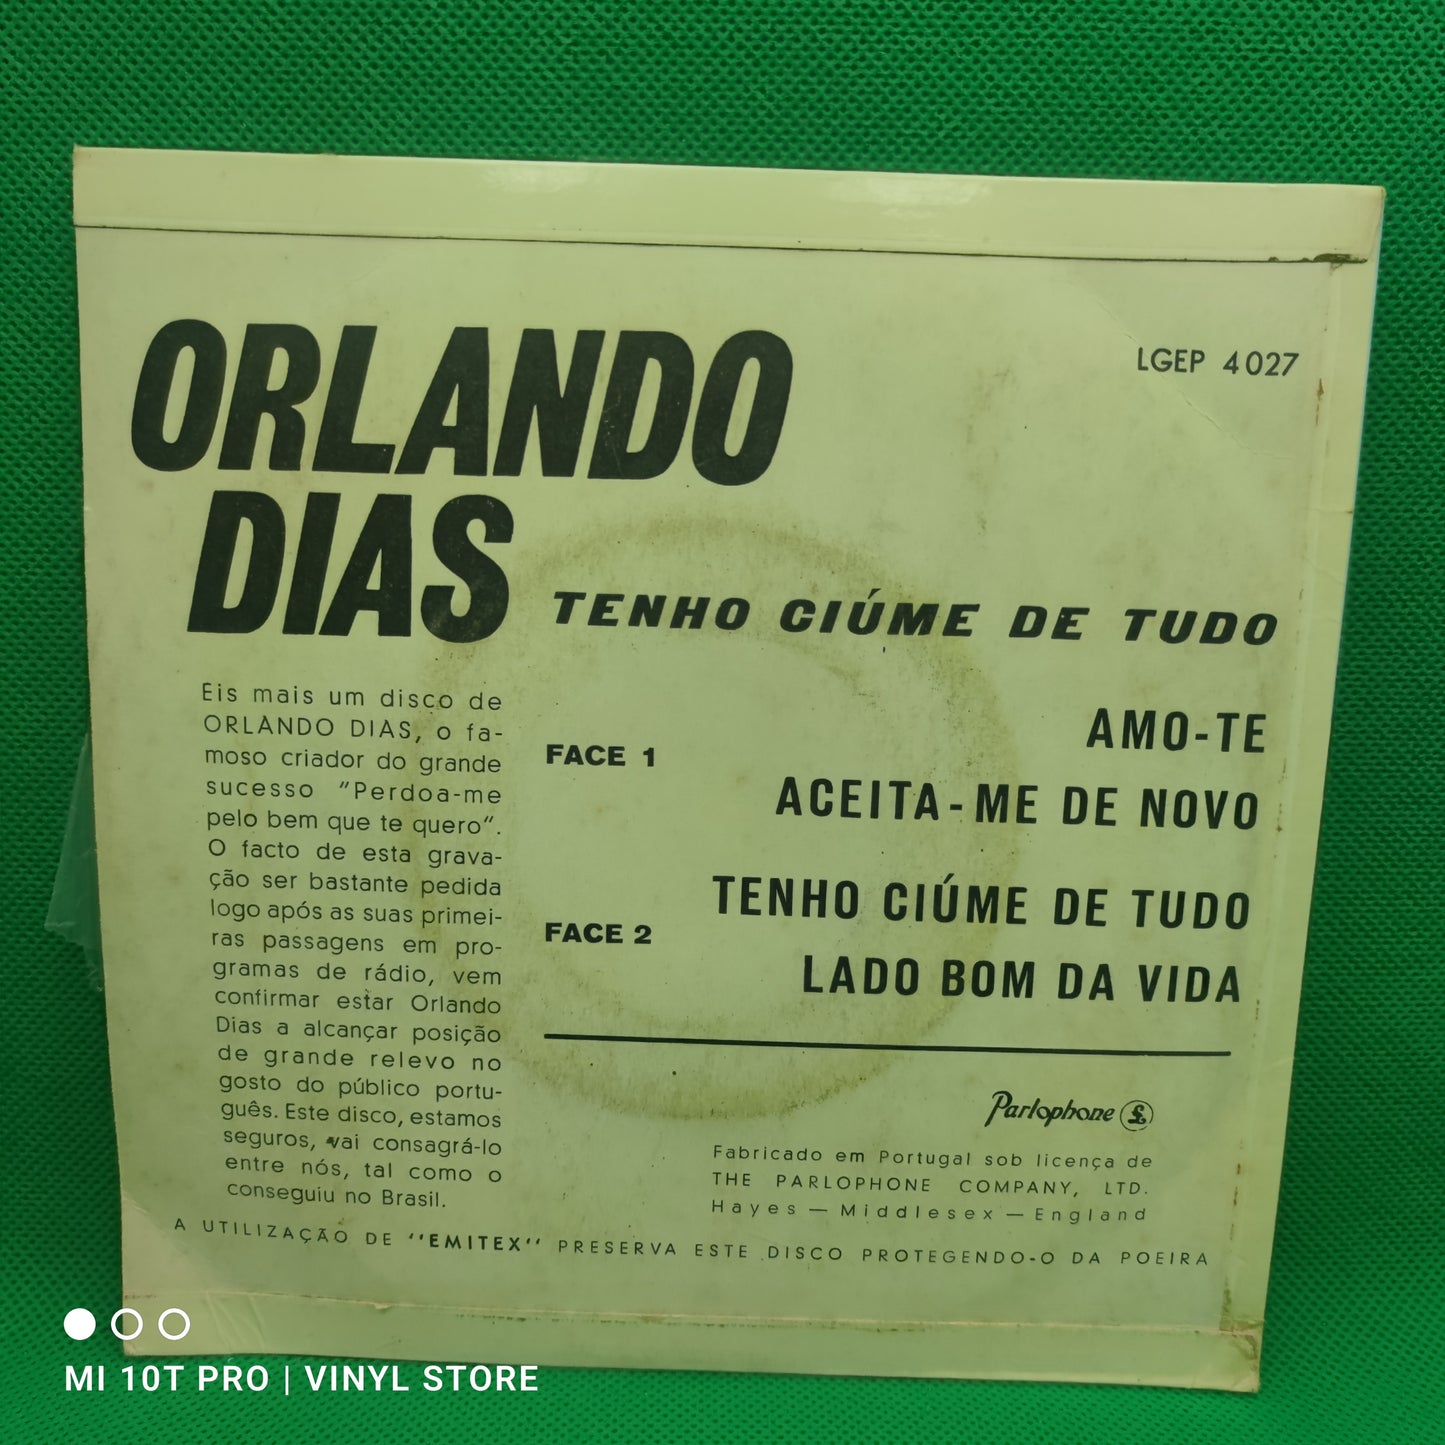 ORLANDO
DIAS
LGEP 4027
TENHO CIÚME DE TUDO
Eis mais um disco de
ORLANDO DIAS, o fa-
moso criador do grande
sucesso "Perdoa-me
pelo bem que te quero".
O facto de esta grava-
ção ser bastante pedida
logo após as suas primei-
ras passagens em pro-
gramas de rádio, vem
confirmar estar Orlando
Dias a alcançar posição
de grande relevo no
gosto do público portu-
guês. Este disco, estamos
seguros, vai consagrá-lo
entre nós, tal como o
conseguiu no Brasil.
FACE 1
AMO-TE
ACEITA-ME DE NOVO
FACE 2
TENHO CIÚME DE TUDO
LADO BOM DA VIDA
Parlophone £
Fabricado em Portugal sob licença de
THE PARLOPHONE COMPANY, LTD.
Hayes — Middlesex — England
A UTILIZAÇÃO DE "EMITEX" PRESERVA ESTE DISCO PROTEGENDO-O DA POEIRA
MI 10T PRO | VINYL STORE